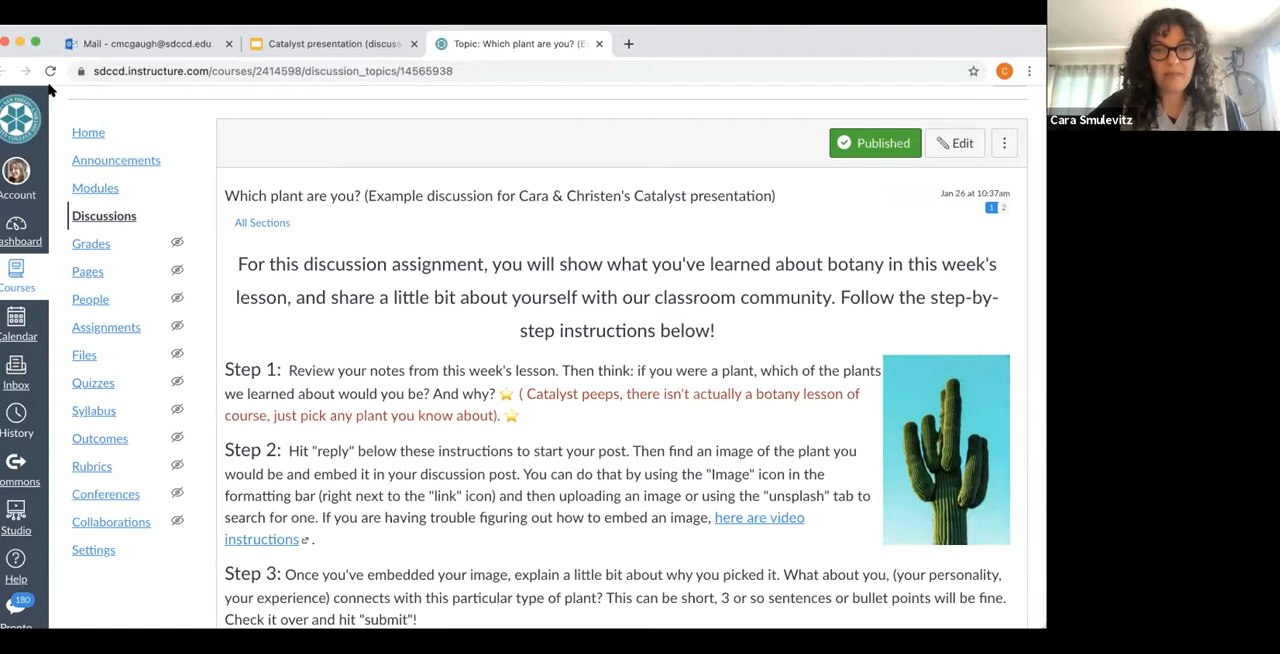 Mail - cmcgaugh@sdccd.edu
Catalyst presentation (discuss
Topic: Which plant are you? (E
sdccd.instructure.com/courses/2414598/discussion_topics/14565938
C
Cara Smulevitz
Account
ashboard
Courses
Calendar
Inbox
History
ommons
Studio
Help
180
Home
Announcements
Modules
Discussions
Grades
Pages
People
Assignments
Files
Quizzes
Syllabus
Outcomes
Rubrics
Conferences
Collaborations
Settings
Published
Edit
Which plant are you? (Example discussion for Cara & Christen's Catalyst presentation)
Jan 26 at 10:37am
1 2
All Sections
For this discussion assignment, you will show what you've learned about botany in this week's
lesson, and share a little bit about yourself with our classroom community. Follow the step-by-
step instructions below!
Step 1: Review your notes from this week's lesson. Then think: if you were a plant, which of the plants
we learned about would you be? And why? ⭐ ( Catalyst peeps, there isn't actually a botany lesson of
course, just pick any plant you know about). ⭐
Step 2: Hit "reply" below these instructions to start your post. Then find an image of the plant you
would be and embed it in your discussion post. You can do that by using the "Image" icon in the
formatting bar (right next to the "link" icon) and then uploading an image or using the "unsplash" tab to
search for one. If you are having trouble figuring out how to embed an image, here are video
instructions .
Step 3: Once you've embedded your image, explain a little bit about why you picked it. What about you, (your personality,
your experience) connects with this particular type of plant? This can be short, 3 or so sentences or bullet points will be fine.
Check it over and hit "submit"!